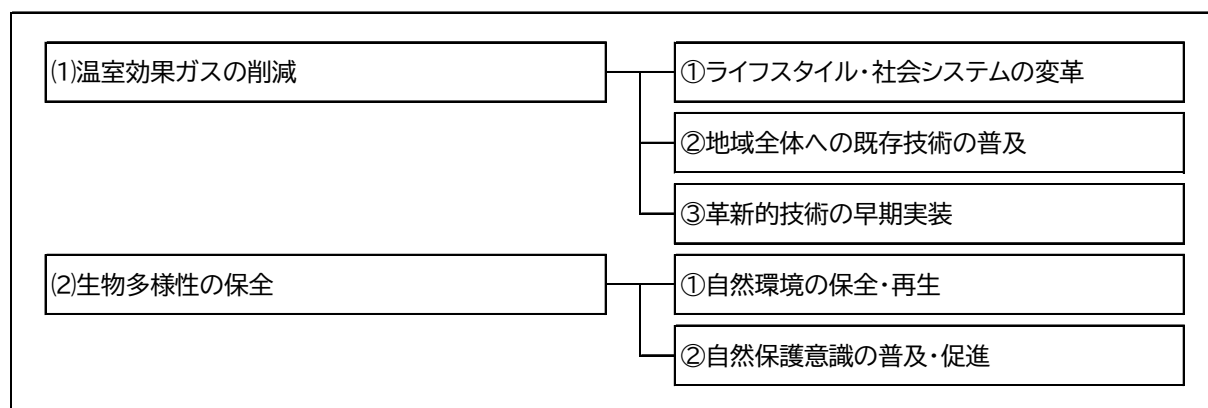 ⑴温室効果ガスの削減
①ライフスタイル・社会システムの変革
②地域全体への既存技術の普及
③革新的技術の早期実装
⑵生物多様性の保全
①自然環境の保全・再生
②自然保護意識の普及・促進